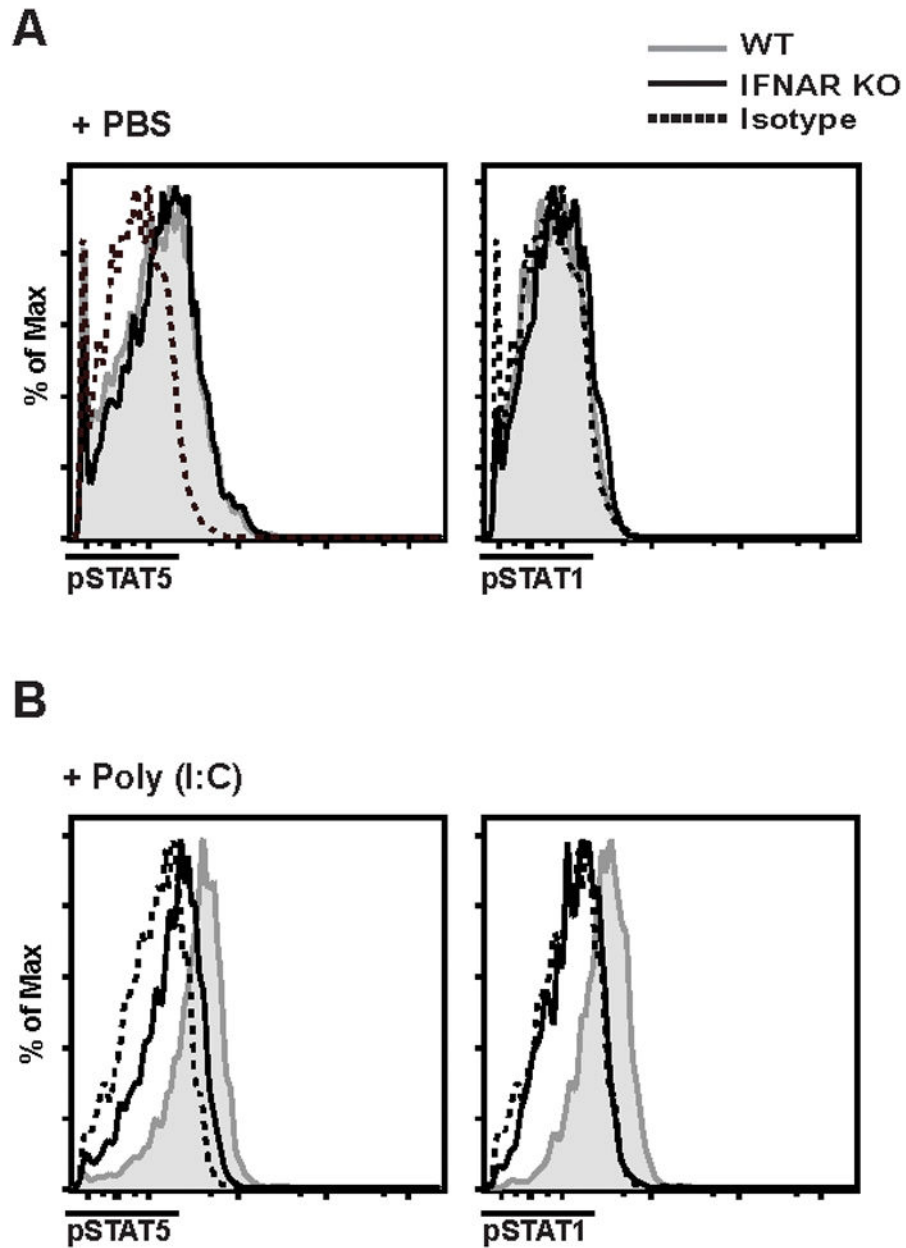 A
WT
IFNAR KO
Isotype
+ PBS
% of Max
pSTAT5
pSTAT1
B
+ Poly (I:C)
% of Max
pSTAT5
pSTAT1